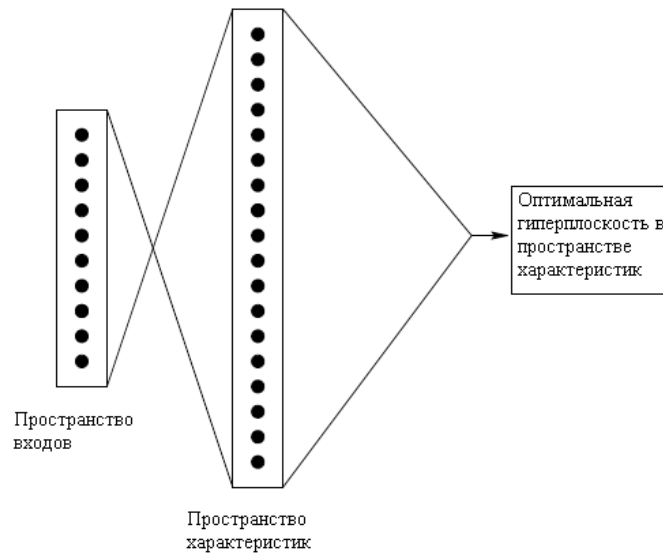 Оптимальная
гиперплоскость в
пространстве
характеристик
Пространство
входов
Пространство
характеристик